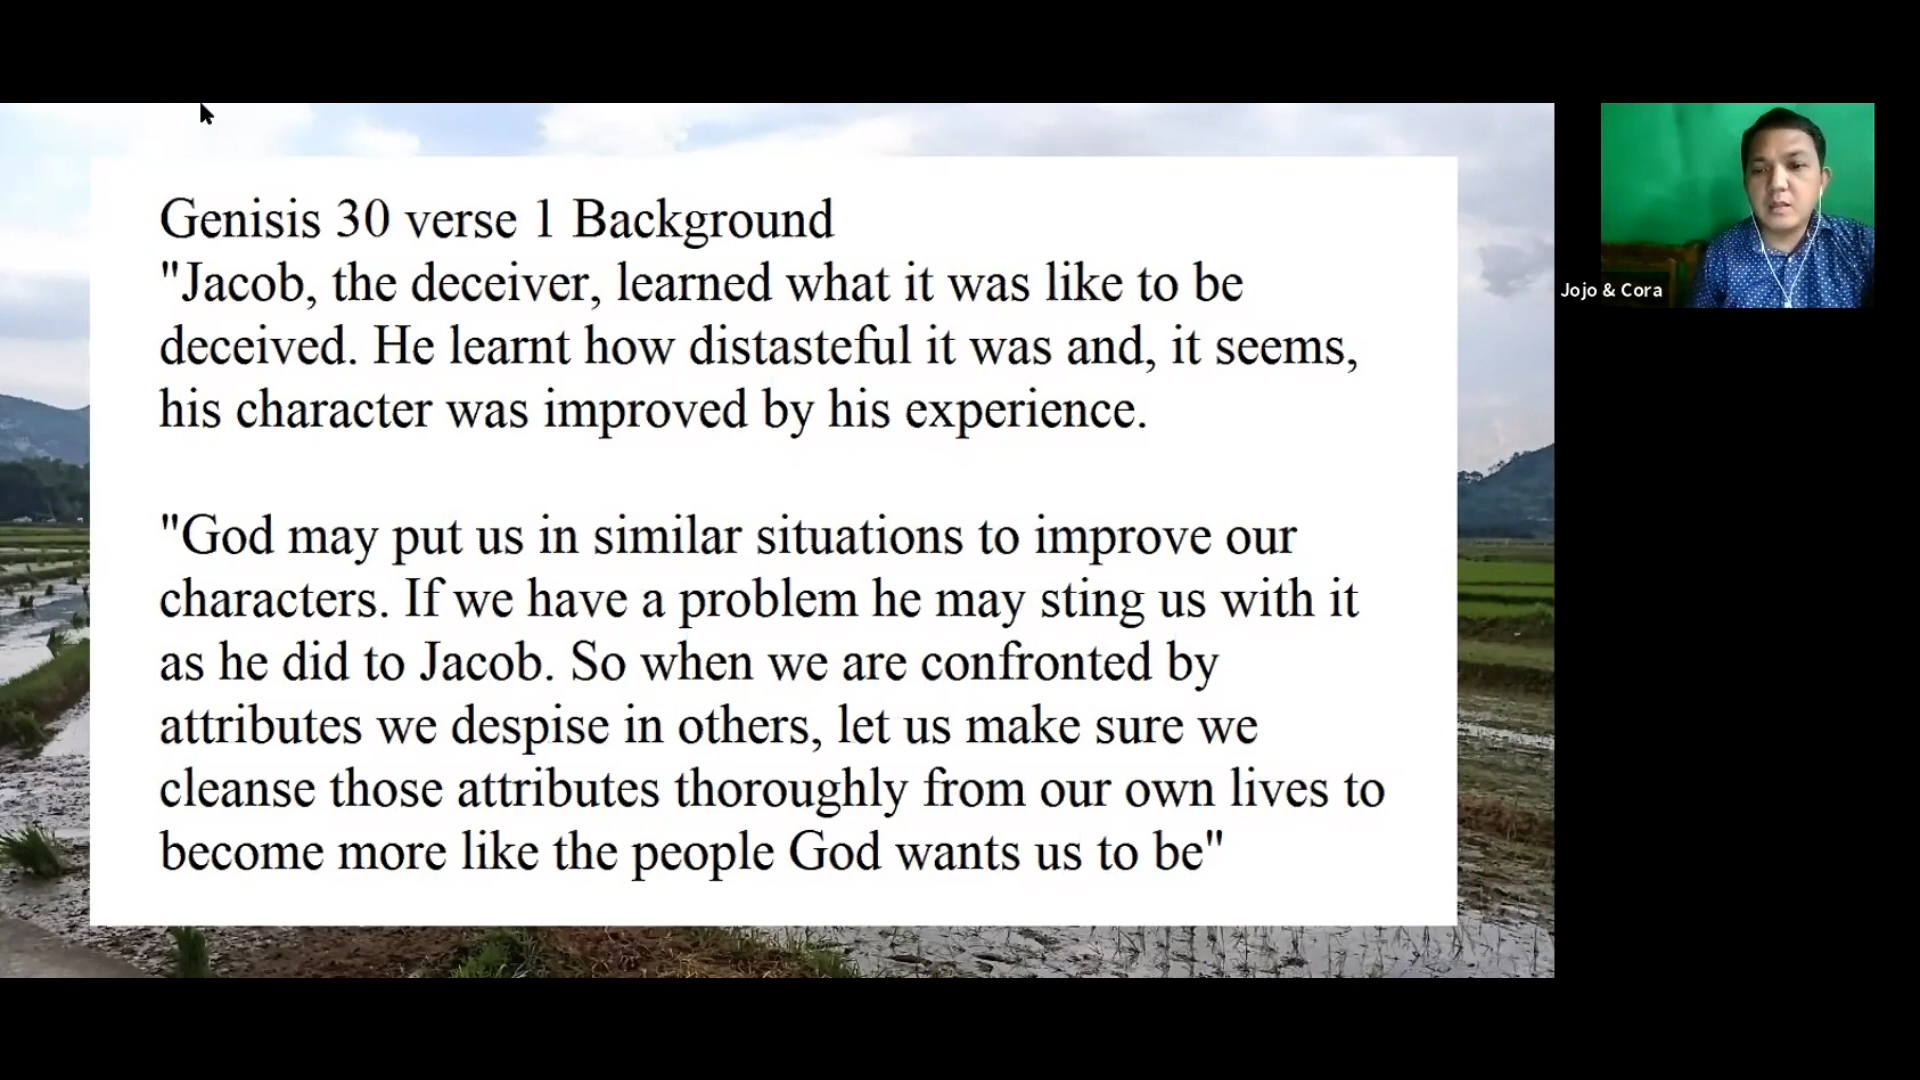 Genisis 30 verse 1 Background
"Jacob, the deceiver, learned what it was like to be
deceived. He learnt how distasteful it was and, it seems,
his character was improved by his experience.
"God may put us in similar situations to improve our
characters. If we have a problem he may sting us with it
as he did to Jacob. So when we are confronted by
attributes we despise in others, let us make sure we
cleanse those attributes thoroughly from our own lives to
become more like the people God wants us to be"
Jojo & Cora